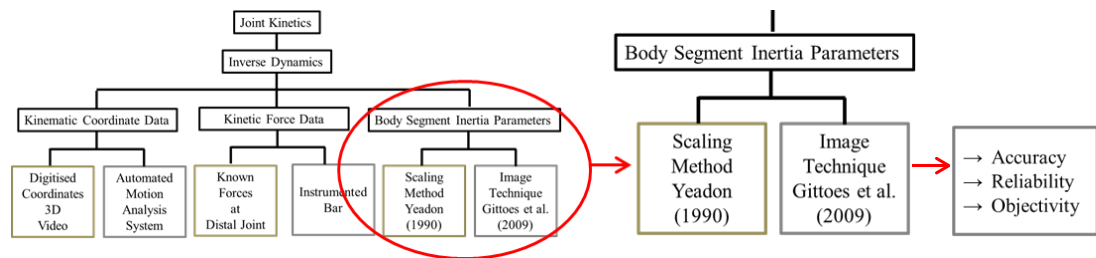 Joint Kinetics
Inverse Dynamics
Kinematic Coordinate Data
Kinetic Force Data
Body Segment Inertia Parameters
Digitised
Coordinates
3D
Video
Automated
Motion
Analysis
System
Known
Forces
at
Distal Joint
Instrumented
Bar
Scaling
Method
Yeadon
(1990)
Image
Technique
Gittoes et al.
(2009)
Body Segment Inertia Parameters
Scaling
Method
Yeadon
(1990)
Image
Technique
Gittoes et al.
(2009)
→ Accuracy
→ Reliability
→ Objectivity